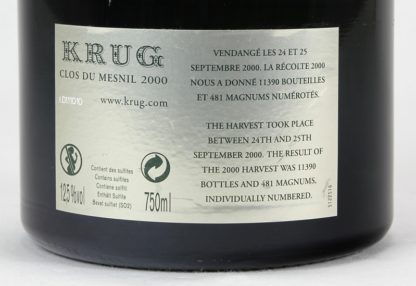 KRUG
CLOS DU MESNIL 2000
www.krug.com
Contient des sulfites
Contains sulfites
Contiene solfiti
Enthält Sulfite
Bevat sulfiet (SO2)
12.5 %vol
750ml
VENDANGÉ LES 24 ET 25
SEPTEMBRE 2000. LA RÉCOLTE 2000
NOUS A DONNÉ 11390 BOUTEILLES
ET 481 MAGNUMS NUMÉROTÉS.
THE HARVEST TOOK PLACE
BETWEEN 24TH AND 25TH
SEPTEMBER 2000. THE RESULT OF
THE 2000 HARVEST WAS 11390
BOTTLES AND 481 MAGNUMS,
INDIVIDUALLY NUMBERED.